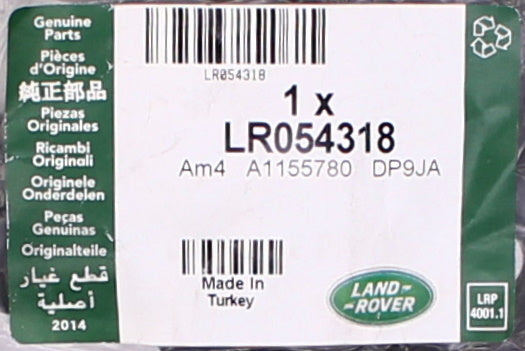 Genuine
Parts
Pièces
d'Origine
純正部品
Piezas
Originales
Ricambi
Originali
Originele
Onderdelen
Peças
Genuinas
Originalteile
قطع غيار
أصلية
2014
LR054318
1 x
LR054318
Am4 A1155780 DP9JA
Made In
Turkey
LAND
ROVER
LRP
4001.1